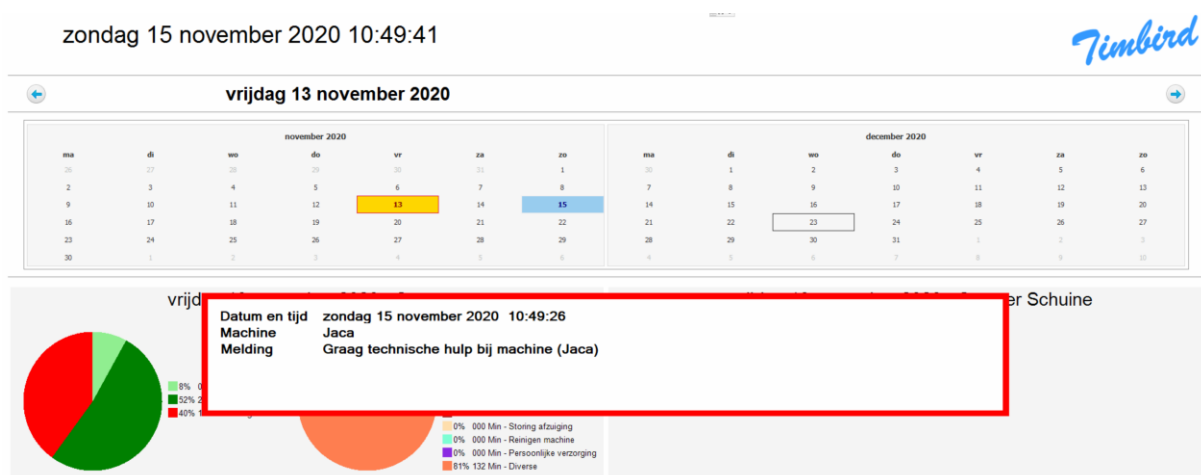 zondag 15 november 2020 10:49:41
Timbird
vrijdag 13 november 2020
november 2020
ma di wo do vr za zo
26 27 28 29 30 31 1
2 3 4 5 6 7 8
9 10 11 12 13 14 15
16 17 18 19 20 21 22
23 24 25 26 27 28 29
30 1 2 3 4 5 6
december 2020
ma di wo do vr za zo
30 1 2 3 4 5 6
7 8 9 10 11 12 13
14 15 16 17 18 19 20
21 22 23 24 25 26 27
28 29 30 31 1 2 3
4 5 6 7 8 9 10
vrijd
er Schuine
Datum en tijd zondag 15 november 2020 10:49:26
Machine Jaca
Melding Graag technische hulp bij machine (Jaca)
8% 0
52% 2
40% 1
0% 000 Min - Storing afzuiging
0% 000 Min - Reinigen machine
0% 000 Min - Persoonlijke verzorging
81% 132 Min - Diverse